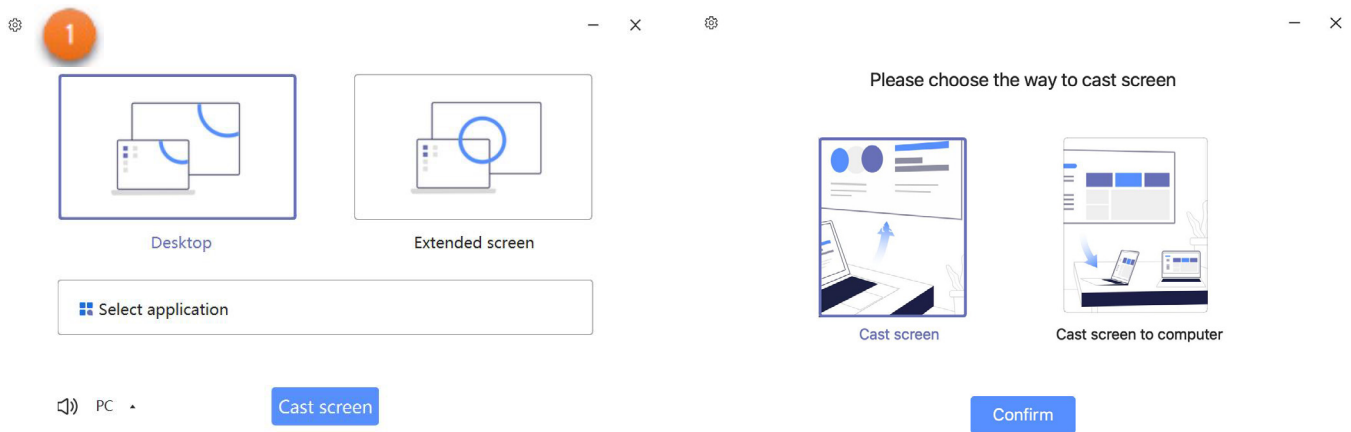 1
Desktop
Extended screen
Select application
PC
Cast screen
Please choose the way to cast screen
Cast screen
Cast screen to computer
Confirm